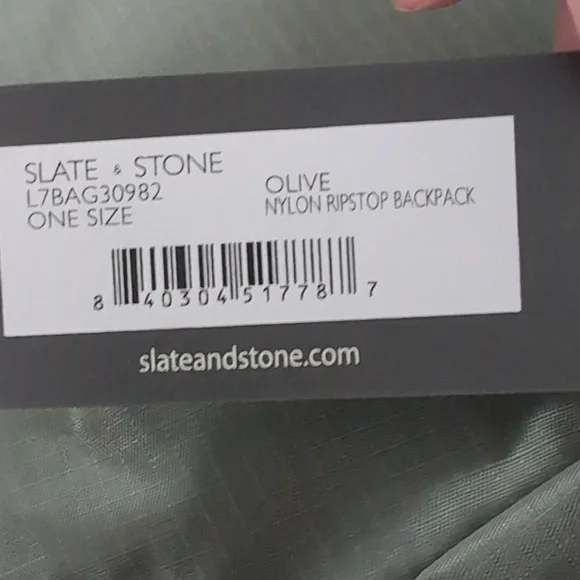 SLATE & STONE
L7BAG30982
ONE SIZE
OLIVE
NYLON RIPSTOP BACKPACK
8 40304 51778 7
slateandstone.com